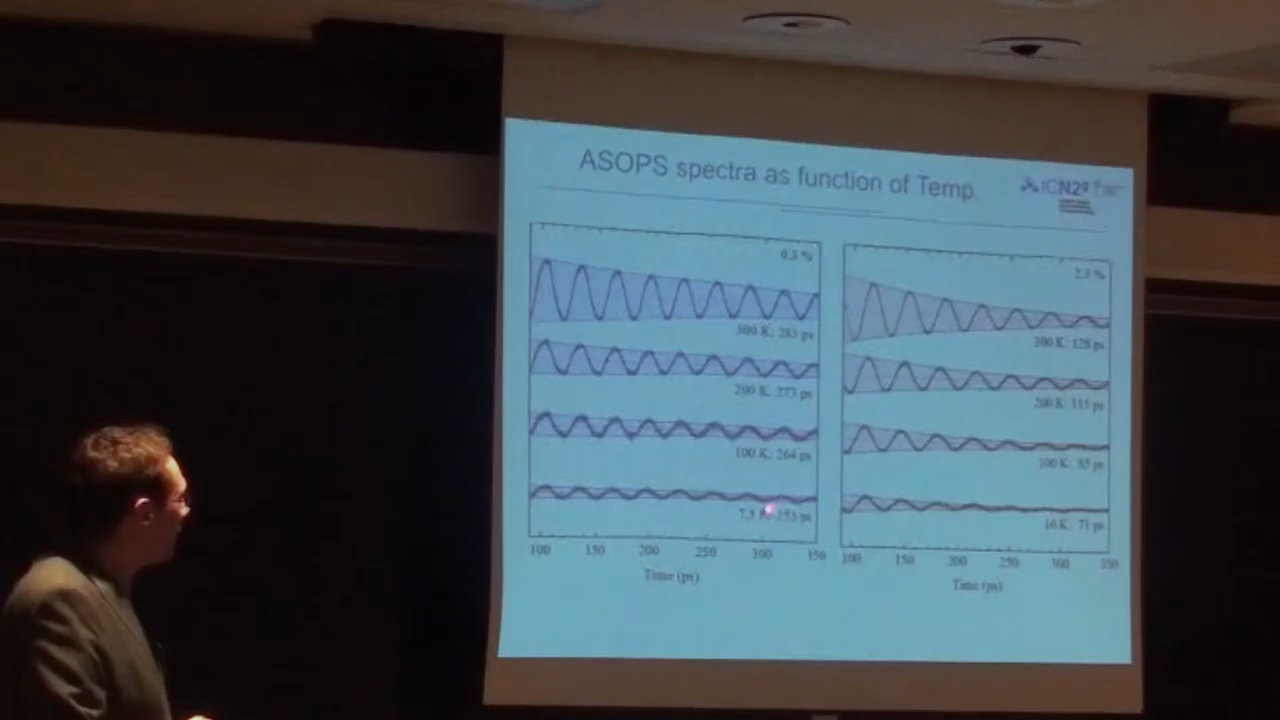 ASOPS spectra as function of Temp.
ICN2
0.5 %
300 K: 283 ps
200 K: 273 ps
100 K: 264 ps
7.5
100 150 200 250 300 350
Time (ps)
2.3 %
300 K: 128 ps
200 K: 115 ps
100 K: 85 ps
16 K: 71 ps
100 150 200 250 300 350
Time (ps)